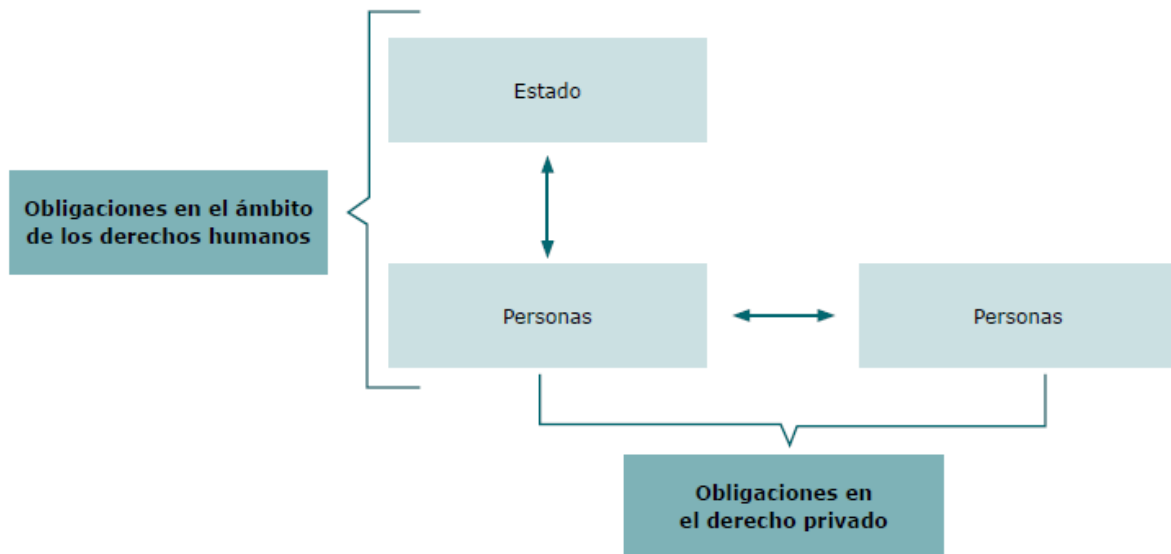 Estado
Obligaciones en el ámbito
de los derechos humanos
Personas
Personas
Obligaciones en
el derecho privado